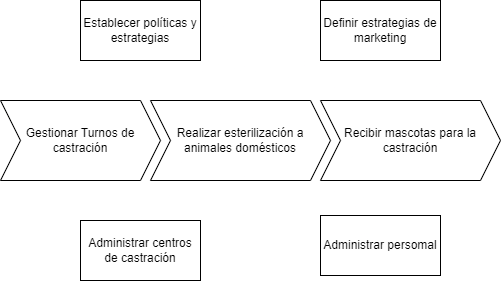 Establecer políticas y
estrategias
Definir estrategias de
marketing
Gestionar Turnos de
castración
Realizar esterilización a
animales domésticos
Recibir mascotas para la
castración
Administrar centros
de castración
Administrar persomal